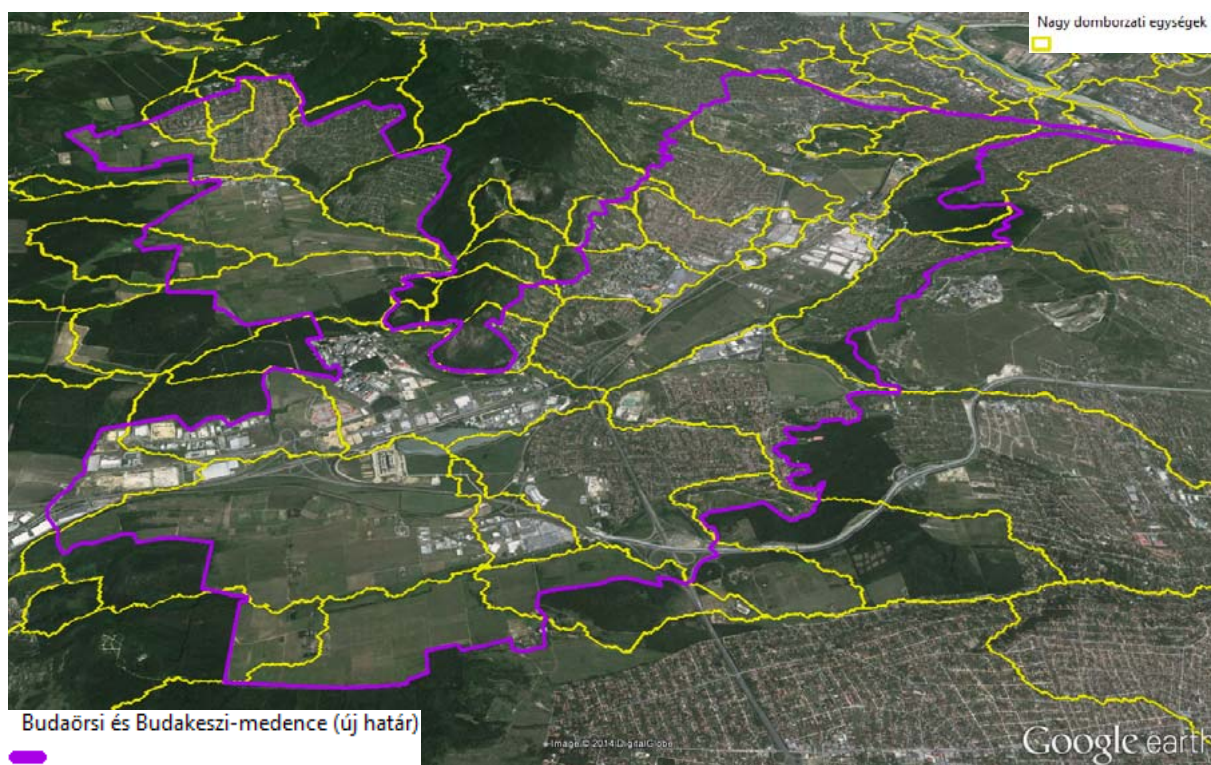 Nagy domborzati egységek
Budaörsi és Budakeszi-medence (új határ)
Image © 2014 DigitalGlobe
Google earth